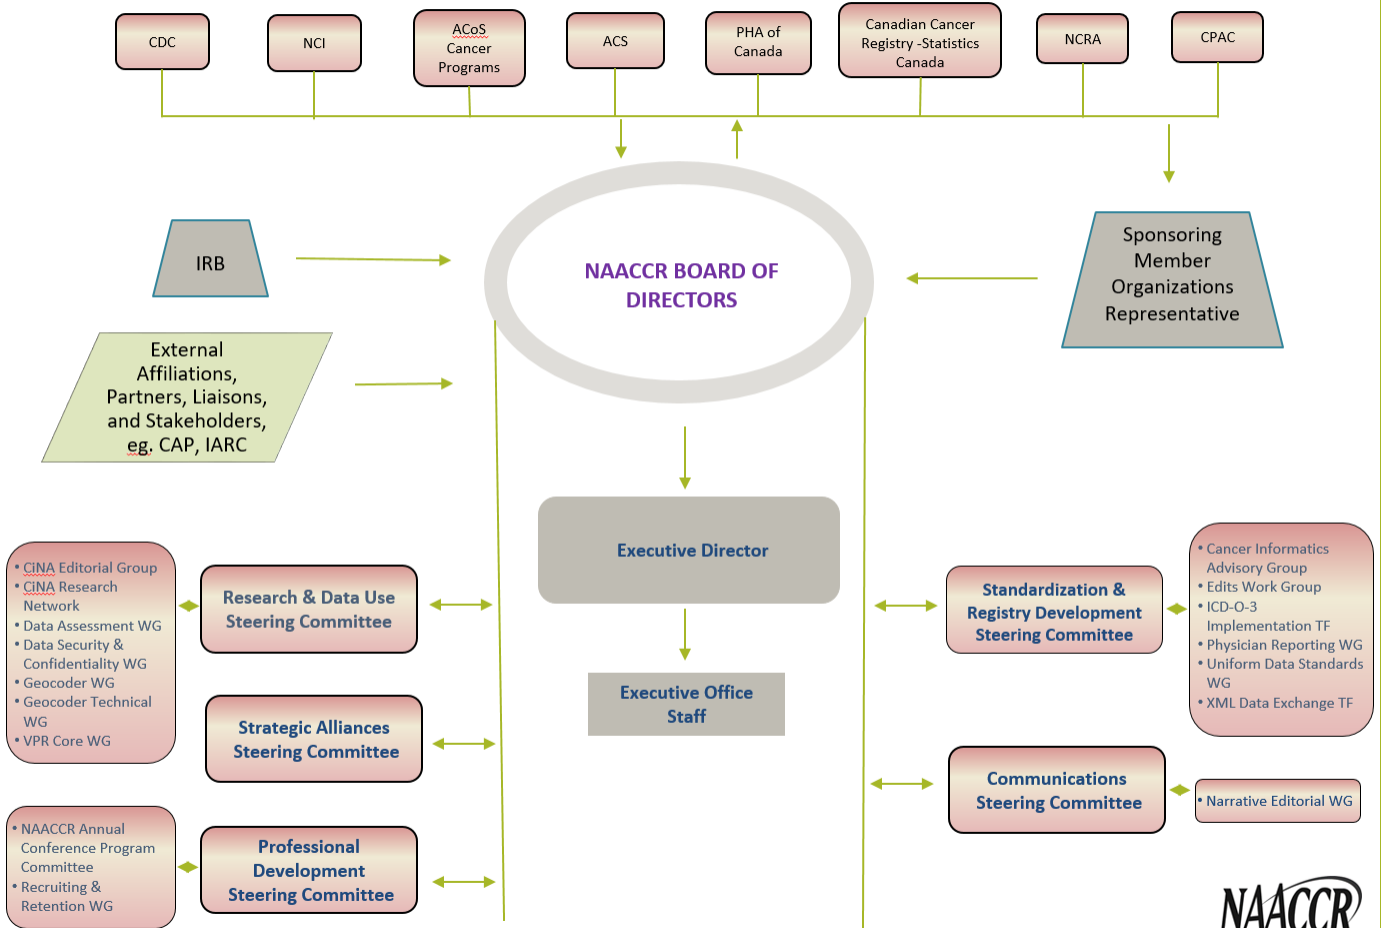 CDC
NCI
ACoS
Cancer
Programs
ACS
PHA of
Canada
Canadian Cancer
Registry -Statistics
Canada
NCRA
CPAC
IRB
NAACCR BOARD OF
DIRECTORS
Sponsoring
Member
Organizations
Representative
External
Affiliations,
Partners, Liaisons,
and Stakeholders,
eg. CAP, IARC
Executive Director
Executive Office
Staff
• CiNA Editorial Group
• CiNA Research
Network
• Data Assessment WG
• Data Security &
Confidentiality WG
• Geocoder WG
• Geocoder Technical
WG
• VPR Core WG
Research & Data Use
Steering Committee
Strategic Alliances
Steering Committee
• NAACCR Annual
Conference Program
Committee
• Recruiting &
Retention WG
Professional
Development
Steering Committee
Standardization &
Registry Development
Steering Committee
• Cancer Informatics
Advisory Group
• Edits Work Group
• ICD-O-3
Implementation TF
• Physician Reporting WG
• Uniform Data Standards
WG
• XML Data Exchange TF
Communications
Steering Committee
• Narrative Editorial WG
NAACCR